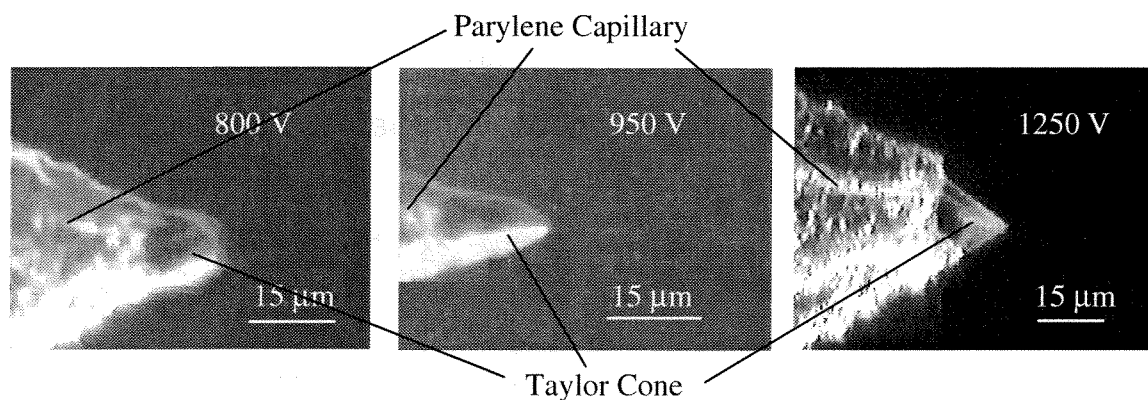 Parylene Capillary
800 V
950 V
1250 V
15 µm
15 µm
15 µm
Taylor Cone